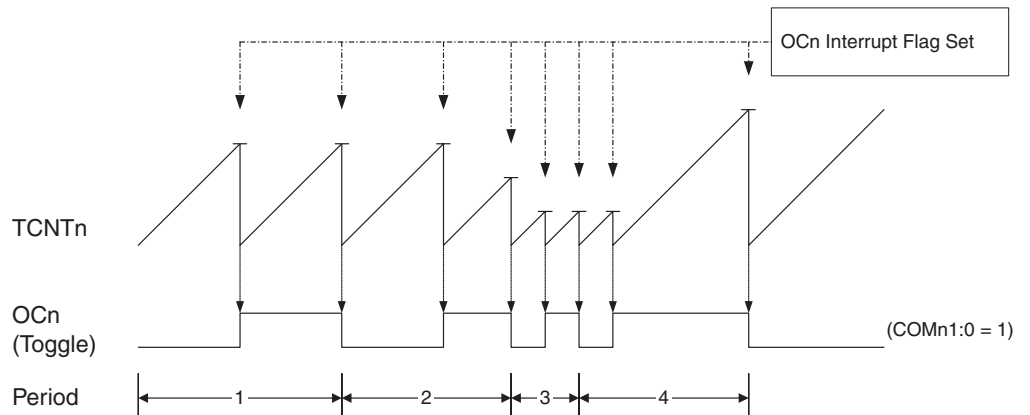 OCn Interrupt Flag Set
TCNTn
OCn
(Toggle)
(COMn1:0 = 1)
Period
1
2
3
4